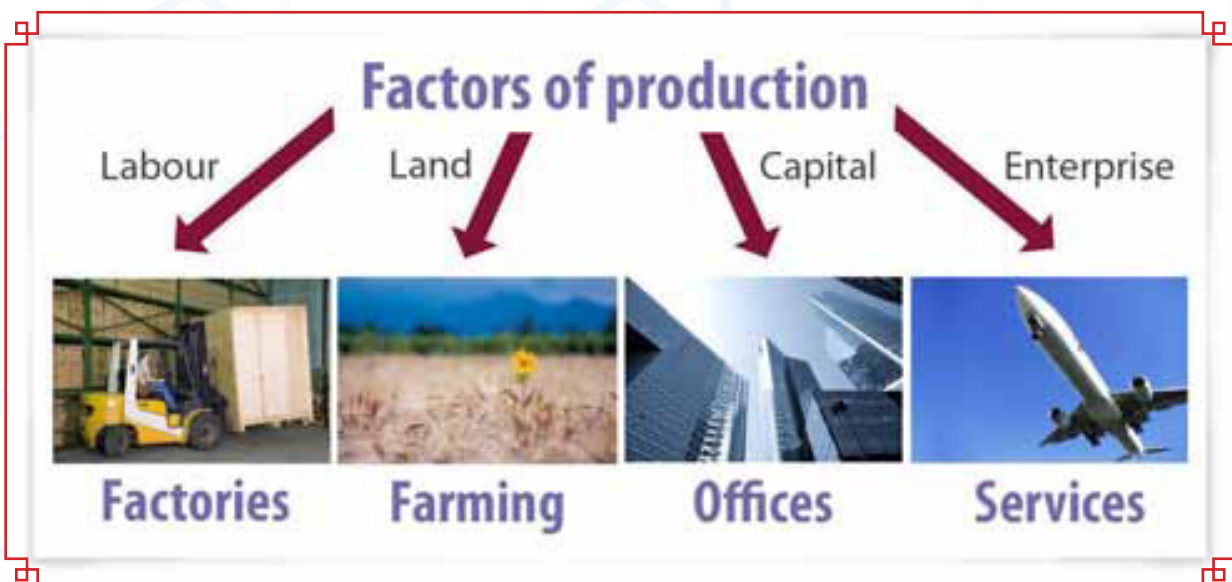 Factors of production
Labour
Land
Capital
Enterprise
Factories
Farming
Offices
Services